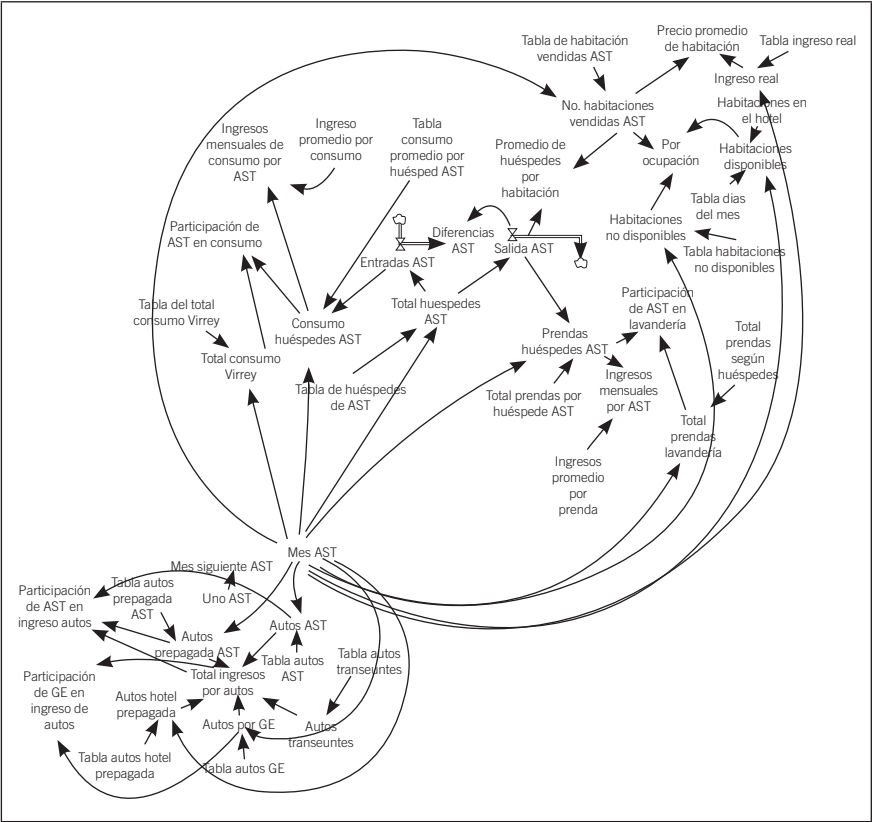 Tabla de habitación
vendidas AST
Precio promedio
de habitación
Tabla ingreso real
Ingreso real
No. habitaciones
vendidas AST
Habitaciones en
el hotel
Ingresos
mensuales de
consumo por
AST
Ingreso
promedio por
consumo
Tabla
consumo
promedio por
huésped AST
Promedio de
huéspedes
por
habitación
Por
ocupación
Habitaciones
disponibles
Tabla dias
del mes
Participación de
AST en consumo
Diferencias
AST
Salida AST
Habitaciones
no disponibles
Tabla habitaciones
no disponibles
Entradas AST
Tabla del total
consumo Virrey
Consumo
huéspedes AST
Total huespedes
AST
Participación
de AST en
lavandería
Prendas
huéspedes AST
Total
prendas
según
huéspedes
Total consumo
Virrey
Tabla de huéspedes
de AST
Total prendas por
huéspede AST
Ingresos
mensuales
por AST
Total
prendas
lavandería
Ingresos
promedio
por
prenda
Mes AST
Mes siguiente AST
Uno AST
Participación
de AST en
ingreso autos
Tabla autos
prepagada
AST
Autos
prepagada AST
Autos AST
Tabla autos
AST
Tabla autos
transeuntes
Participación
de GE en
ingreso de
autos
Total ingresos
por autos
Autos hotel
prepagada
Autos por GE
Autos
transeuntes
Tabla autos hotel
prepagada
Tabla autos GE